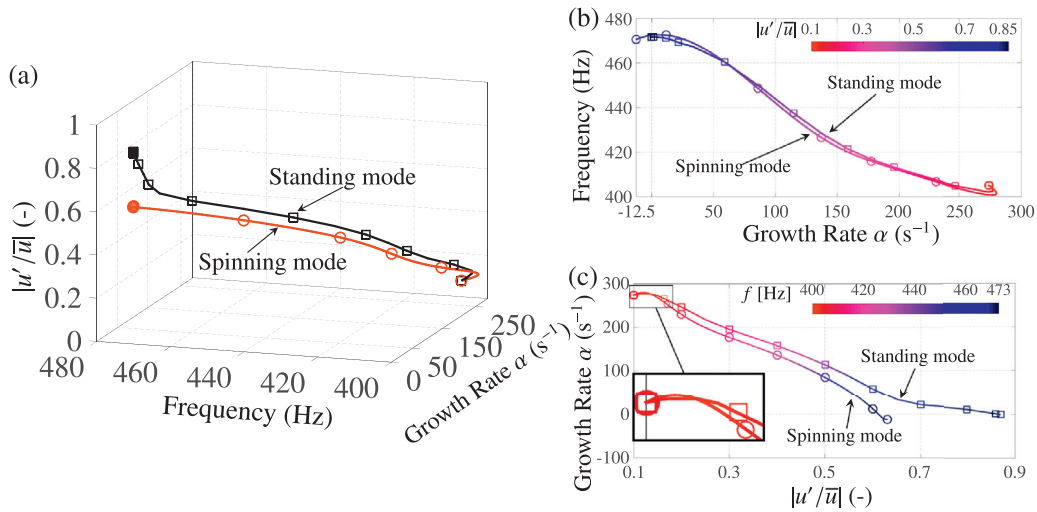 (a)
1
0.8
0.6
0.4
0.2
0
|u′/u̅| (-)
Standing mode
Spinning mode
480
460
440
420
400
Frequency (Hz)
0
50
150
250
Growth Rate α (s⁻¹)
(b)
480
460
440
420
400
Frequency (Hz)
|u′/u̅|
0.1
0.3
0.5
0.7
0.85
Standing mode
Spinning mode
-12.5
50
100
150
200
250
300
Growth Rate α (s⁻¹)
(c)
300
200
100
0
-100
Growth Rate α (s⁻¹)
f [Hz]
400
420
440
460
473
Standing mode
Spinning mode
0.1
0.3
0.5
0.7
0.9
|u′/u̅| (-)